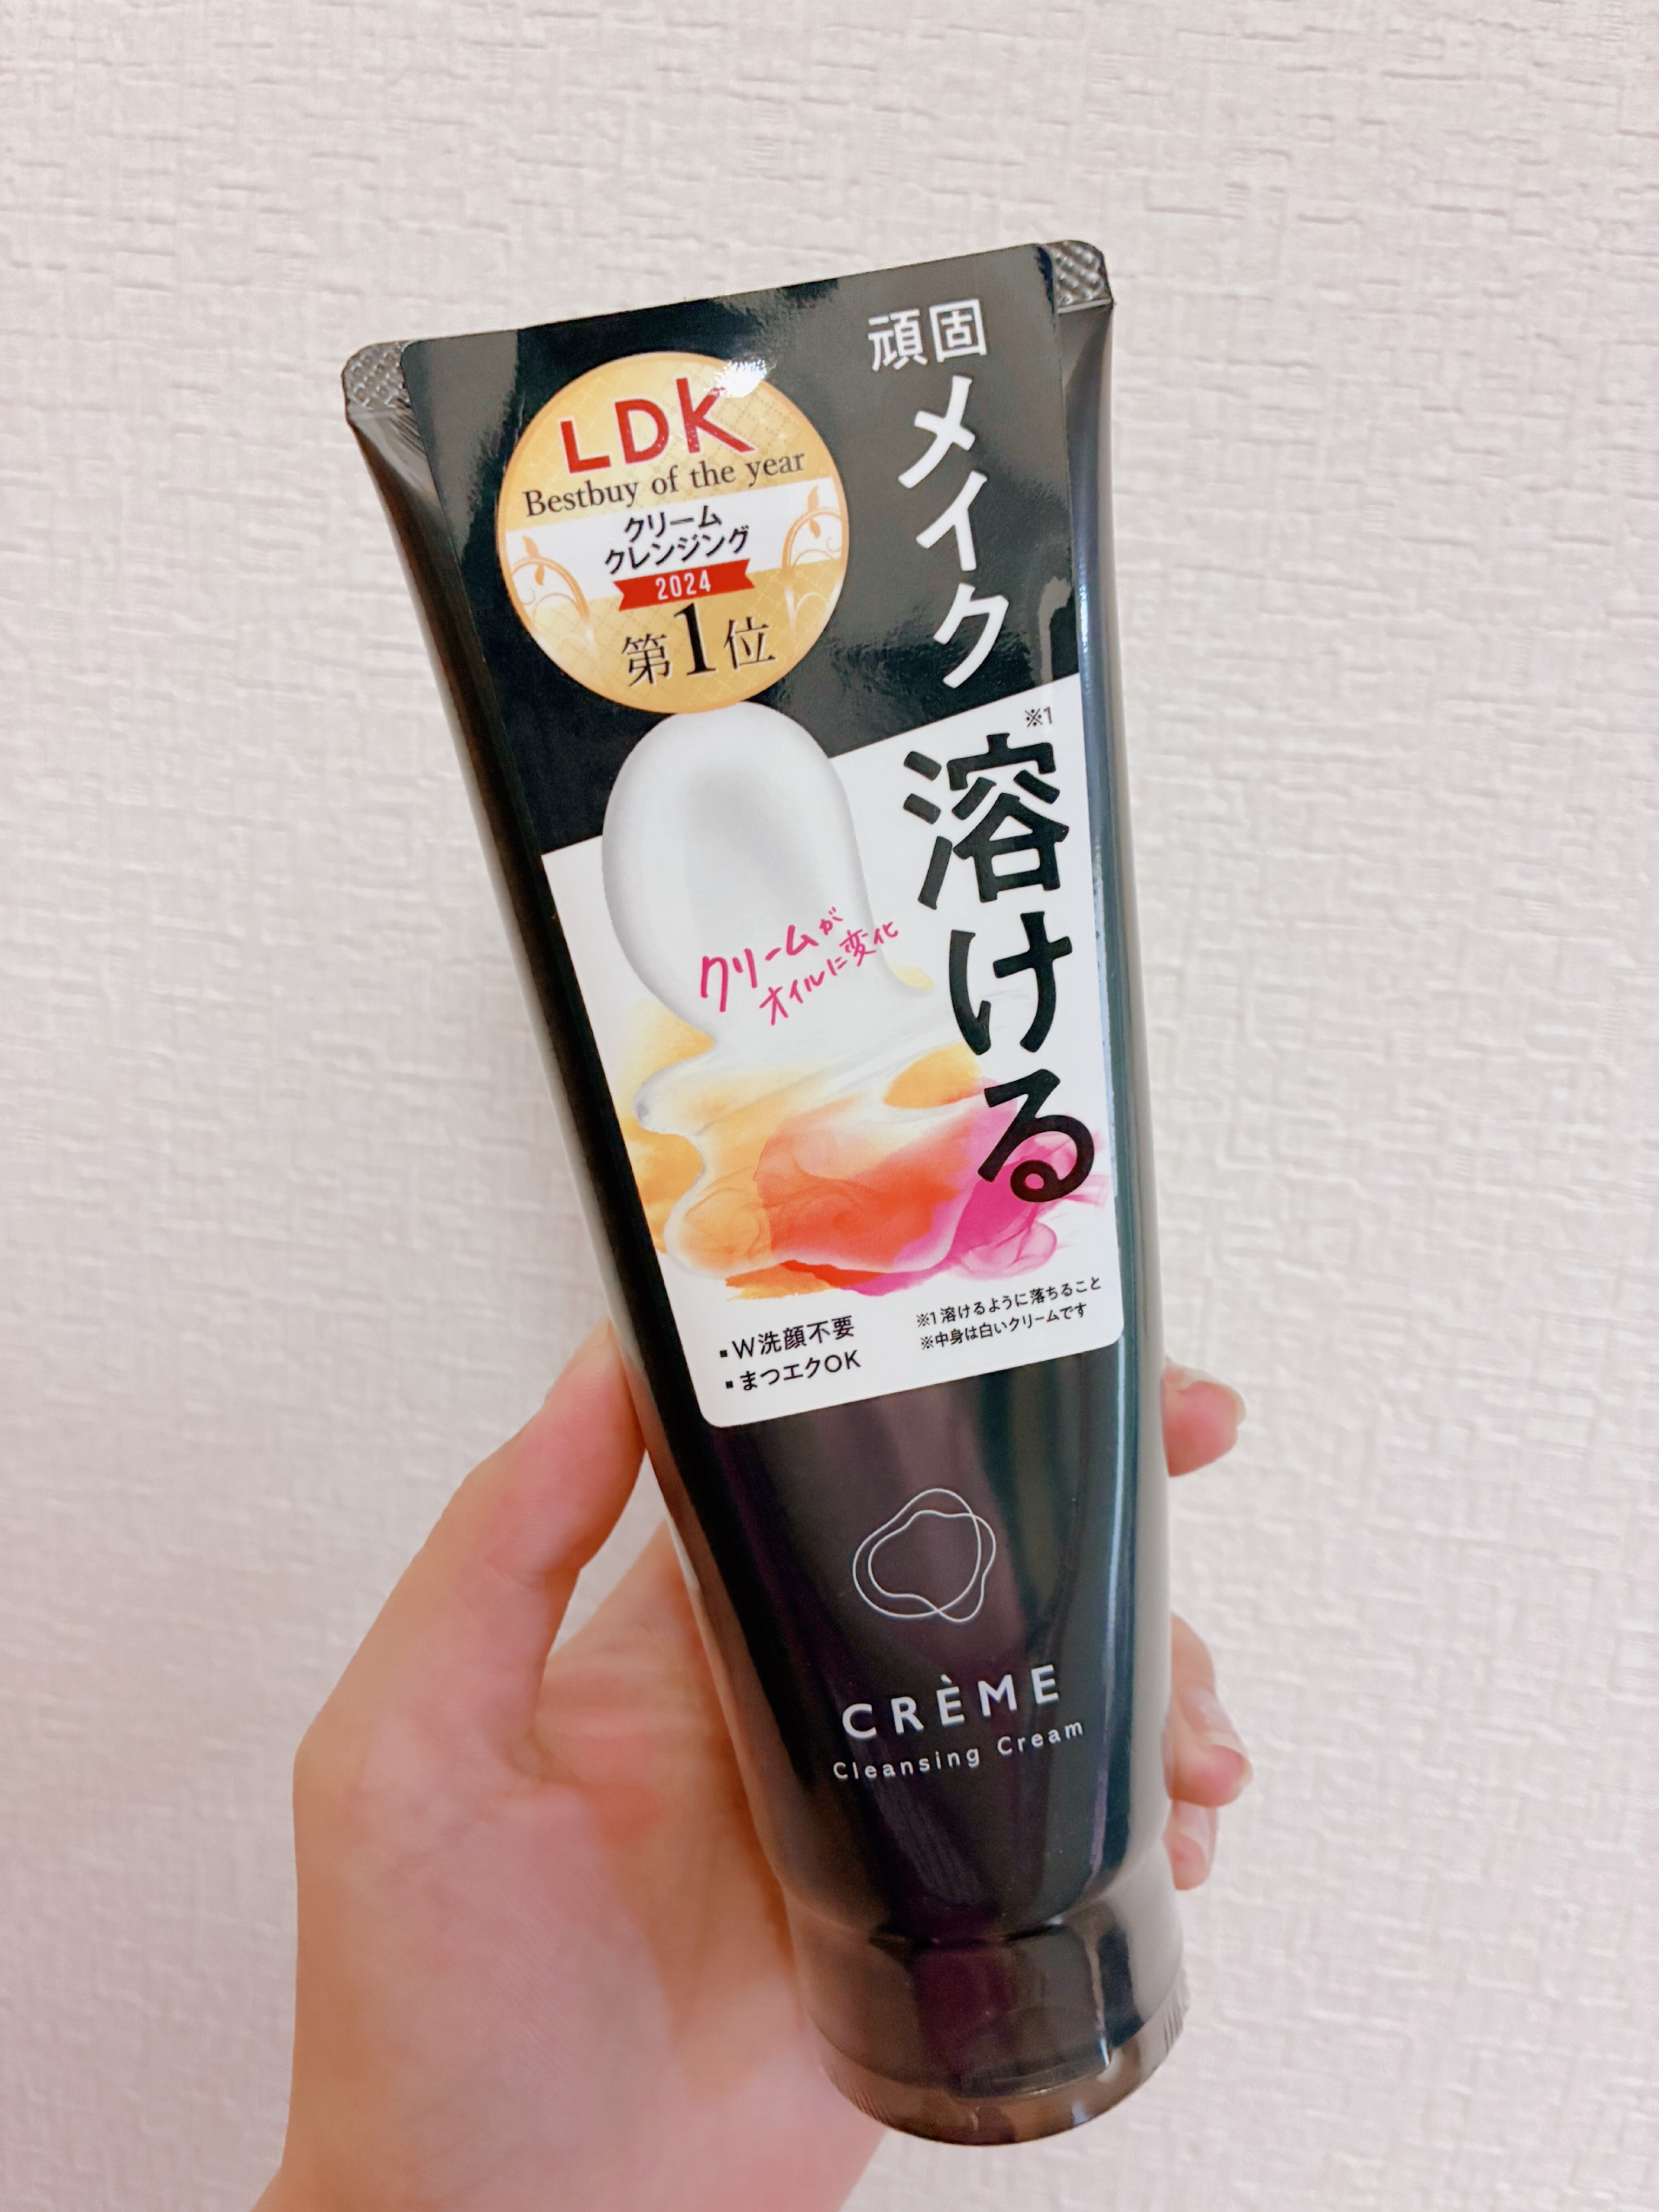 頑固
メイク
溶ける
※1
LDK
Bestbuy of the year
クリーム
クレンジング
2024
第1位
クリームが
オイルに変化
▪W洗顔不要
▪まつエクOK
※1 溶けるように落ちること
※中身は白いクリームです
CRÈME
Cleansing Cream